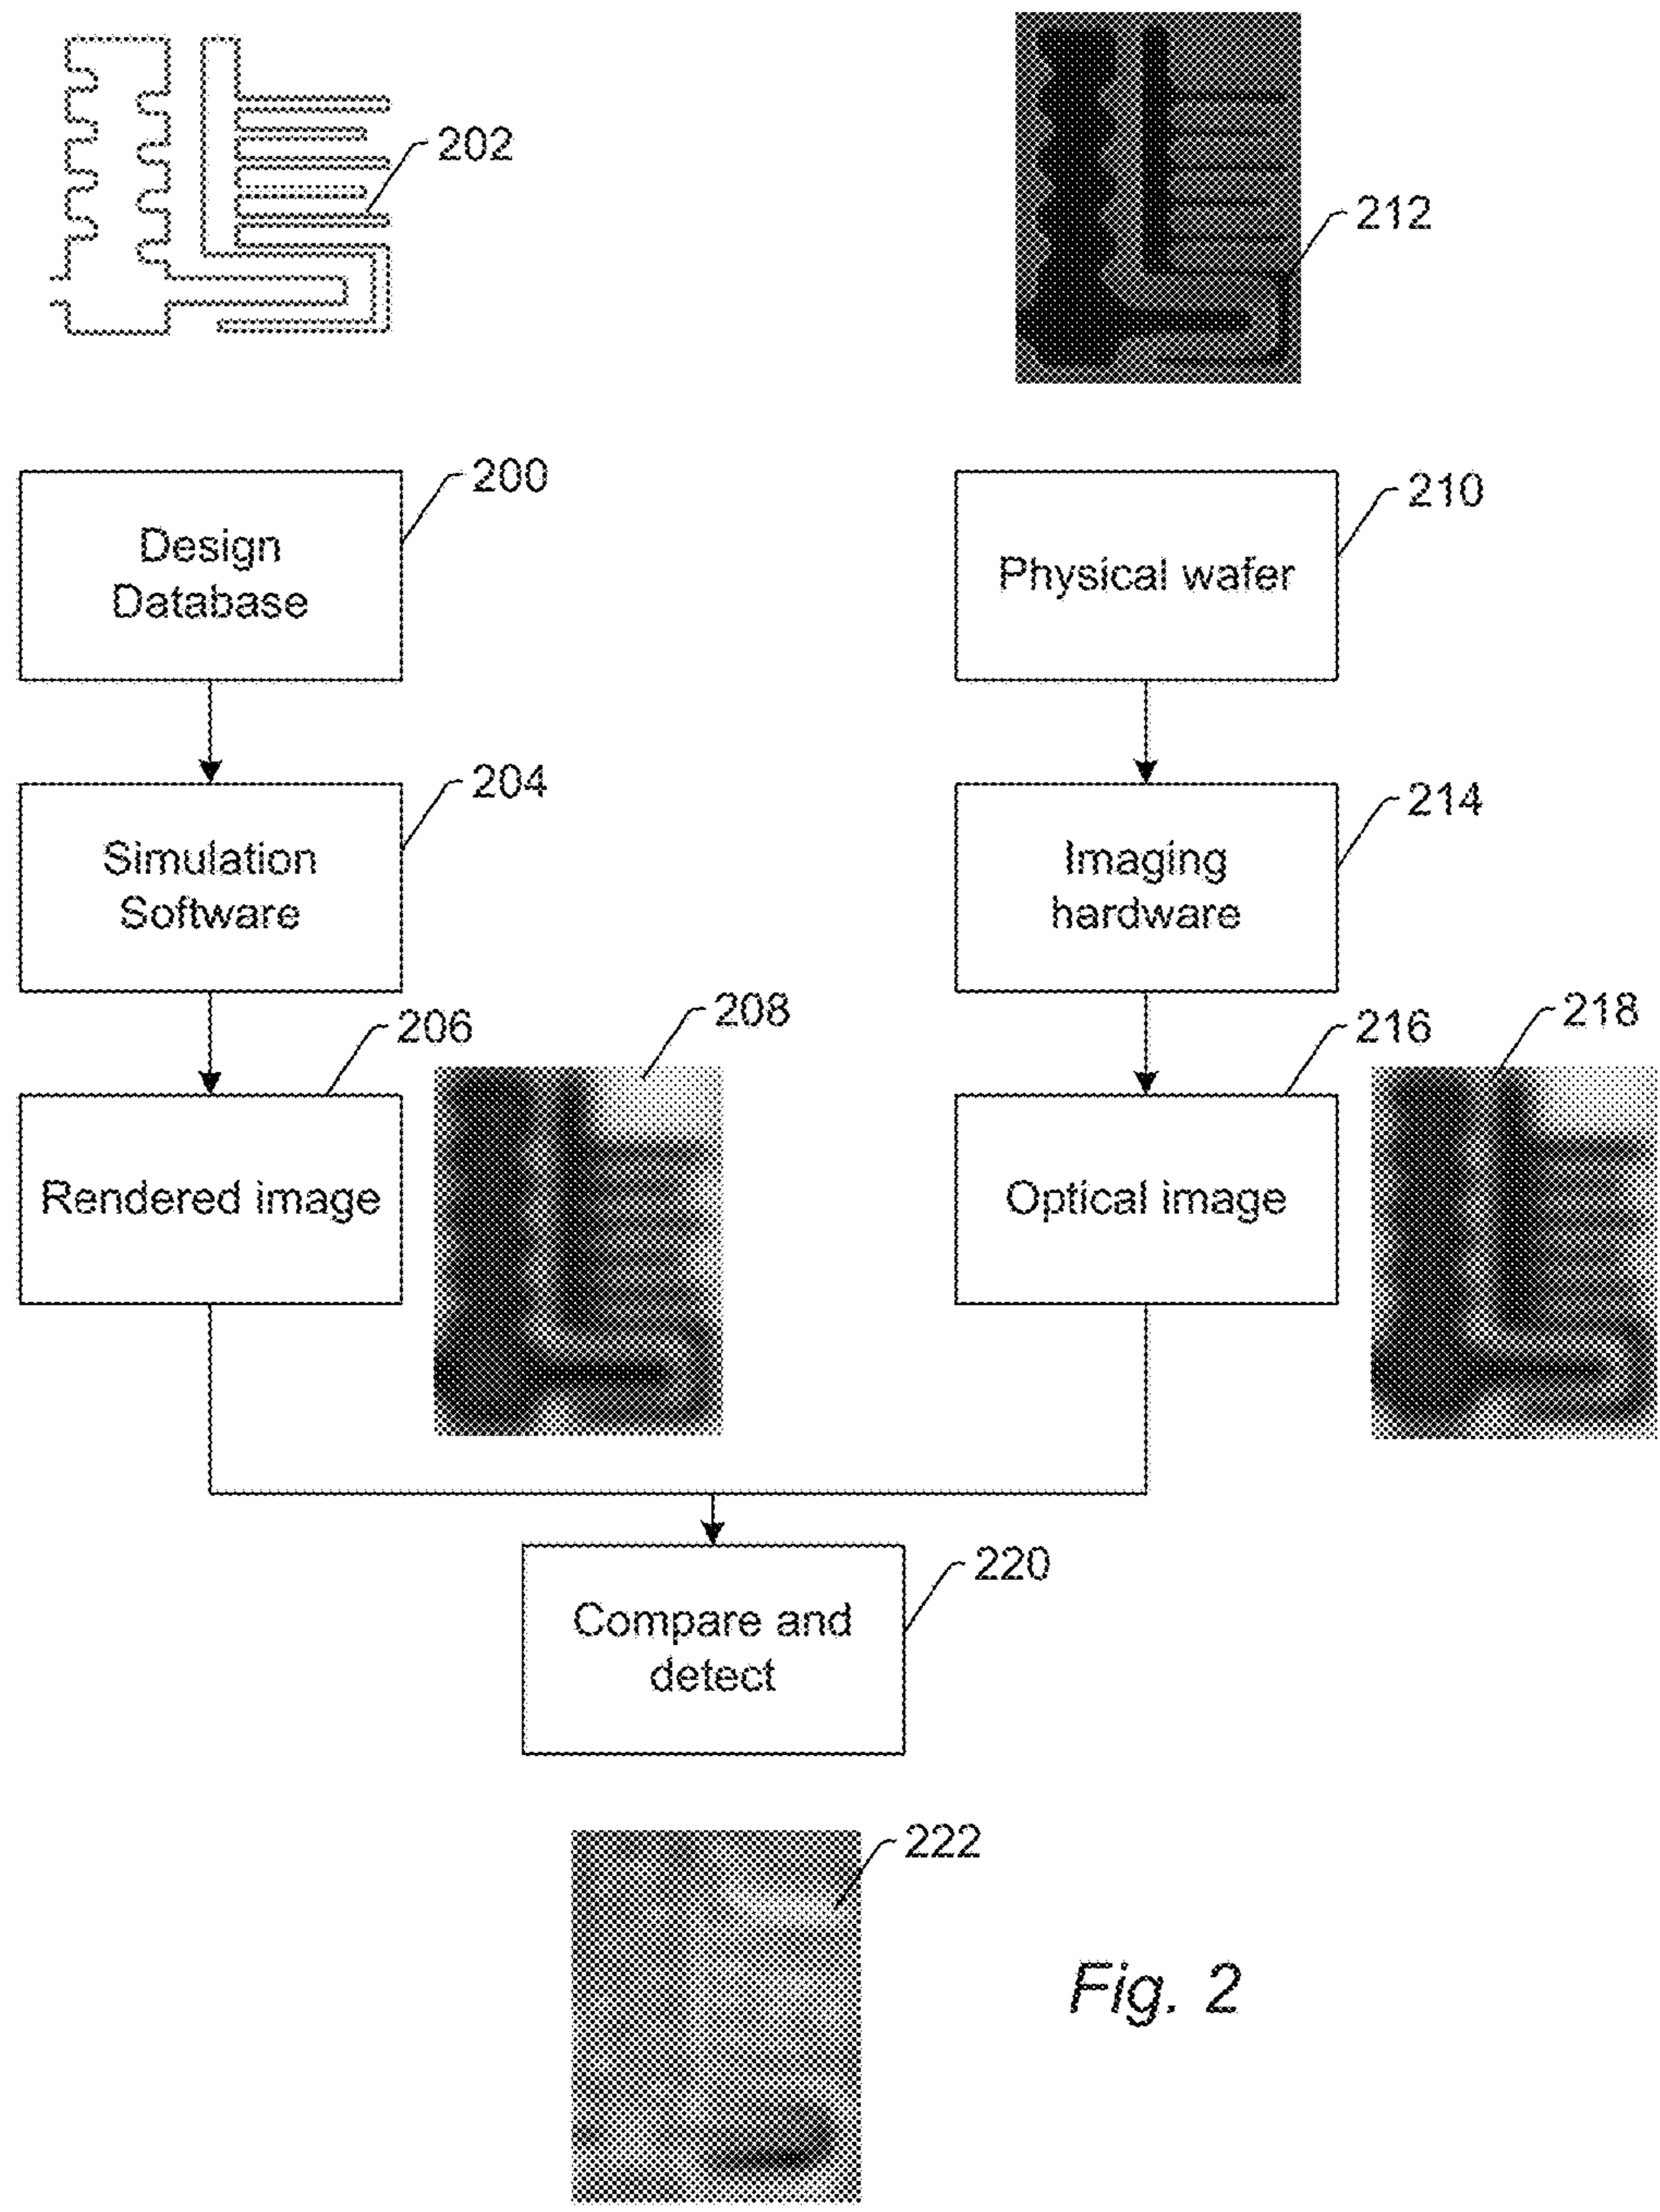 202
212
200
Design
Database
210
Physical wafer
204
Simulation
Software
214
Imaging
hardware
206
208
216
218
Rendered image
Optical image
220
Compare and
detect
222
Fig. 2